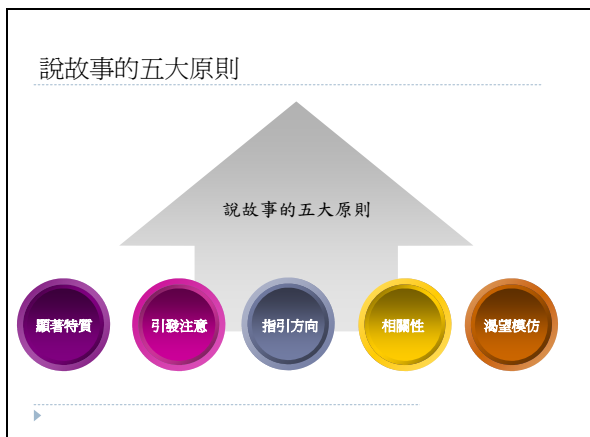 說故事的五大原則
說故事的五大原則
顯著特質
引發注意
指引方向
相關性
渴望模仿